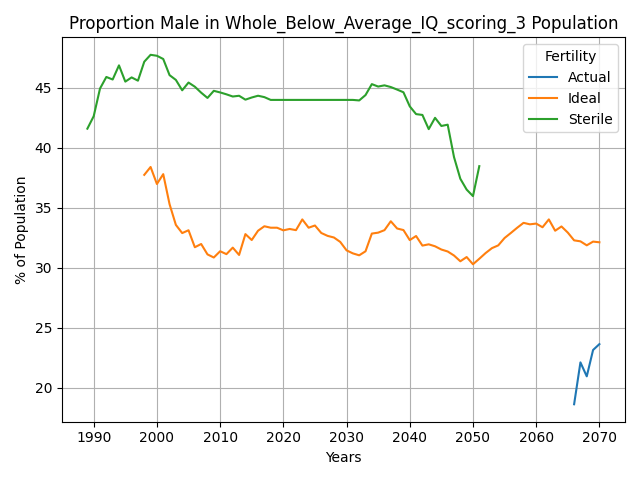 Proportion Male in Whole_Below_Average_IQ_scoring_3 Population
Fertility
Actual
Ideal
Sterile
% of Population
45
40
35
30
25
20
1990 2000 2010 2020 2030 2040 2050 2060 2070
Years